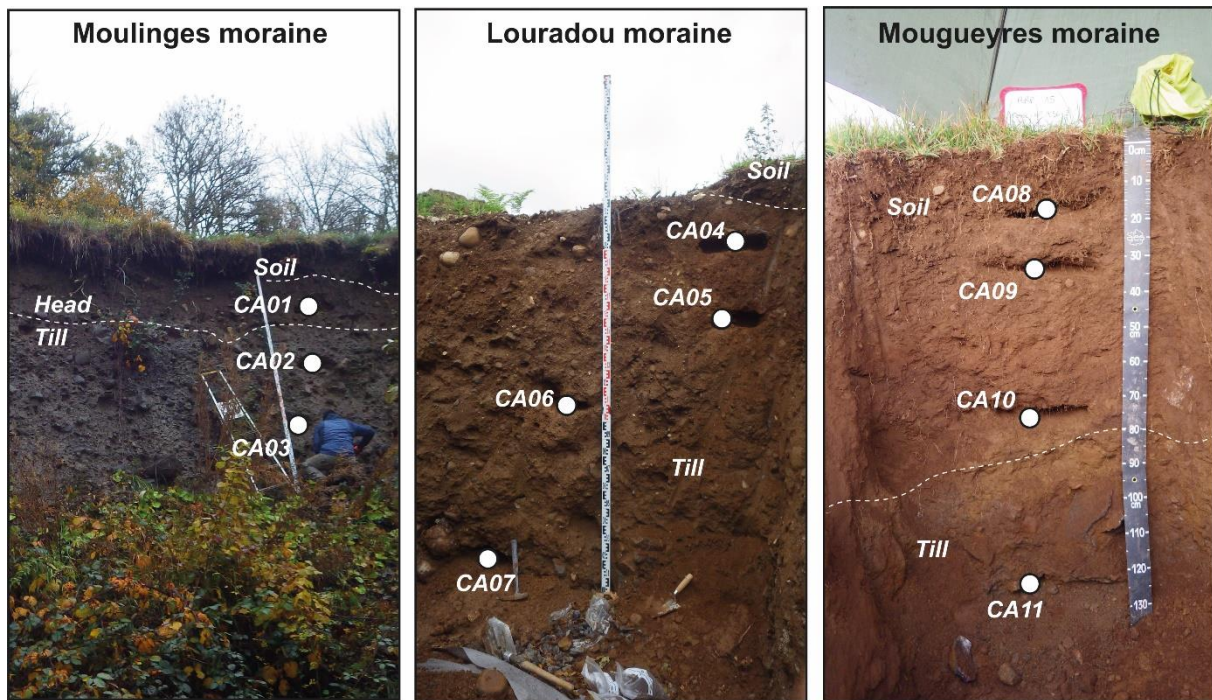 Moulinges moraine
Soil
CA01
Head
Till
CA02
CA03
Louradou moraine
Soil
CA04
CA05
CA06
Till
CA07
Mougueyres moraine
0cm
10
Soil
CA08
20
30
CA09
40
50
cm
60
70
CA10
80
90
100
cm
110
Till
120
CA11
130